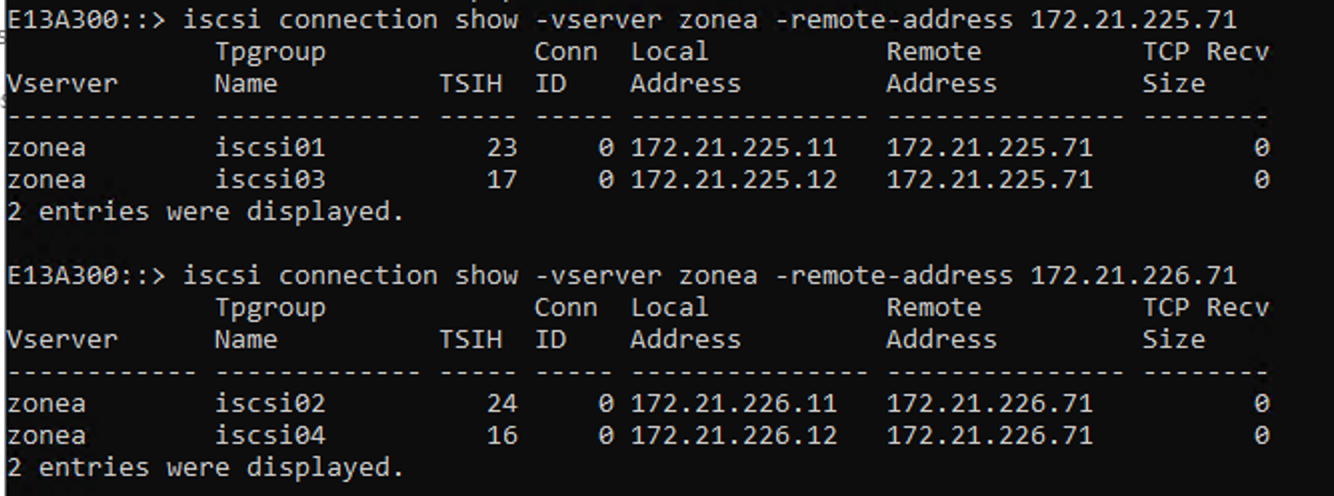 E13A300::> iscsi connection show -vserver zonea -remote-address 172.21.225.71
             Tpgroup             Conn  Local           Remote          TCP Recv
Vserver      Name          TSIH  ID    Address         Address         Size
------------ ------------- ----- ----- --------------- --------------- --------
zonea        iscsi01          23     0 172.21.225.11   172.21.225.71          0
zonea        iscsi03          17     0 172.21.225.12   172.21.225.71          0
2 entries were displayed.

E13A300::> iscsi connection show -vserver zonea -remote-address 172.21.226.71
             Tpgroup             Conn  Local           Remote          TCP Recv
Vserver      Name          TSIH  ID    Address         Address         Size
------------ ------------- ----- ----- --------------- --------------- --------
zonea        iscsi02          24     0 172.21.226.11   172.21.226.71          0
zonea        iscsi04          16     0 172.21.226.12   172.21.226.71          0
2 entries were displayed.